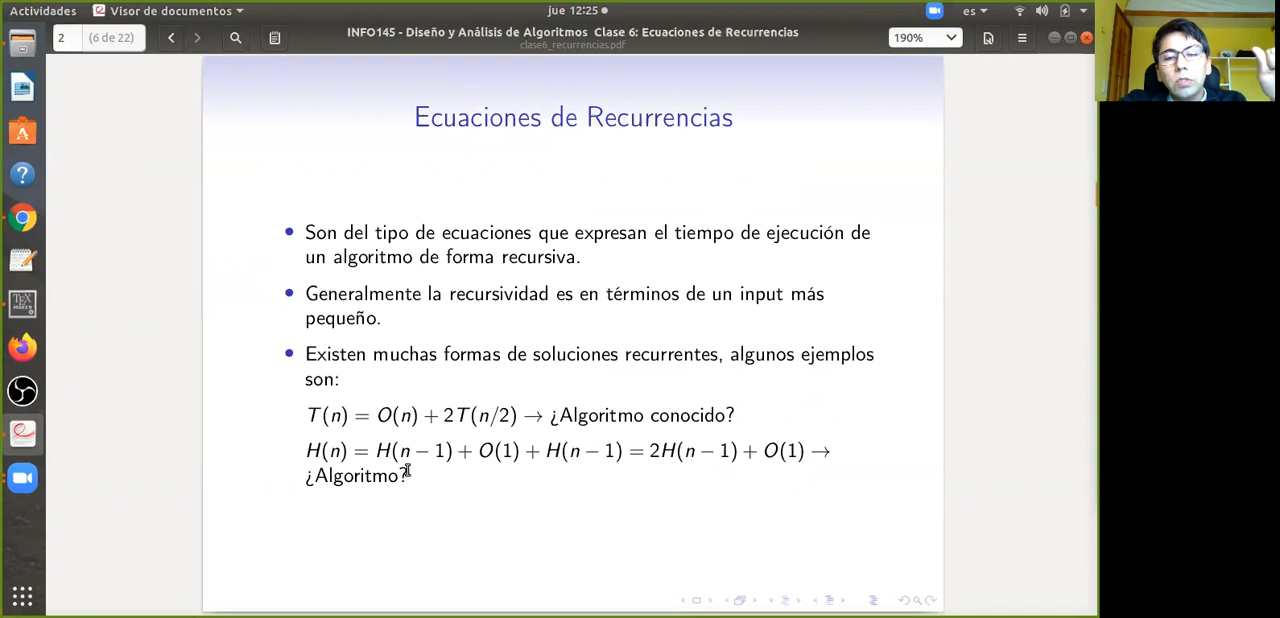 Actividades
Visor de documentos
jue 12:25
es
2 (6 de 22)
INFO145 - Diseño y Análisis de Algoritmos Clase 6: Ecuaciones de Recurrencias
clase6_recurrencias.pdf
190%
Ecuaciones de Recurrencias
• Son del tipo de ecuaciones que expresan el tiempo de ejecución de
un algoritmo de forma recursiva.
• Generalmente la recursividad es en términos de un input más
pequeño.
• Existen muchas formas de soluciones recurrentes, algunos ejemplos
son:
T(n) = O(n) + 2T(n/2) → ¿Algoritmo conocido?
H(n) = H(n − 1) + O(1) + H(n − 1) = 2H(n − 1) + O(1) →
¿Algoritmo?